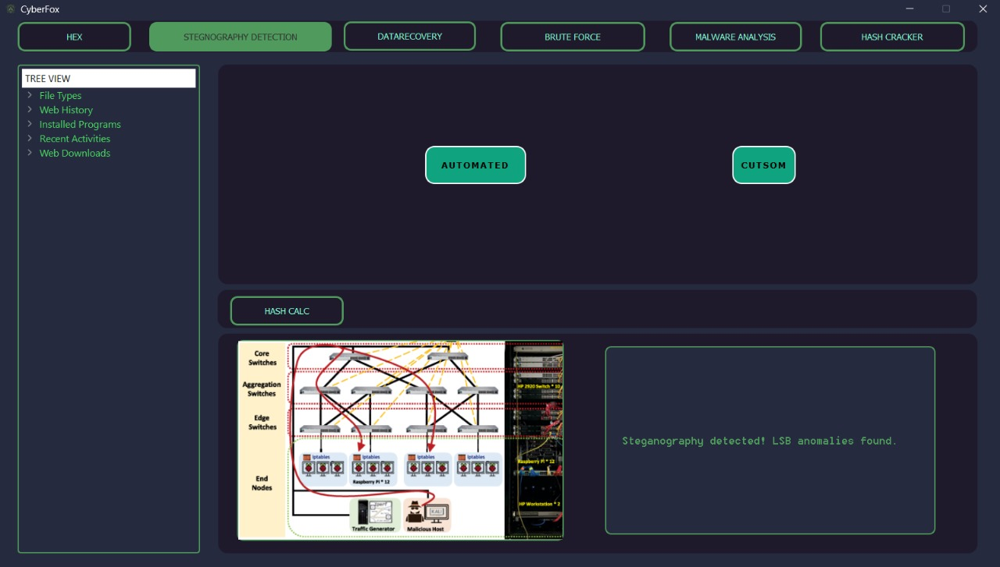 CyberFox
HEX
STEGNOGRAPHY DETECTION
DATARECOVERY
BRUTE FORCE
MALWARE ANALYSIS
HASH CRACKER
TREE VIEW
File Types
Web History
Installed Programs
Recent Activities
Web Downloads
AUTOMATED
CUTSOM
HASH CALC
Core
Switches
Aggregation
Switches
Edge
Switches
End
Nodes
Iptables
Iptables
Iptables
Iptables
Raspberry Pi * 12
Traffic Generator
KALI
Malicious Host
HP 2920 Switch * 10
Raspberry Pi * 12
HP Workstation * 2
Steganography detected! LSB anomalies found.